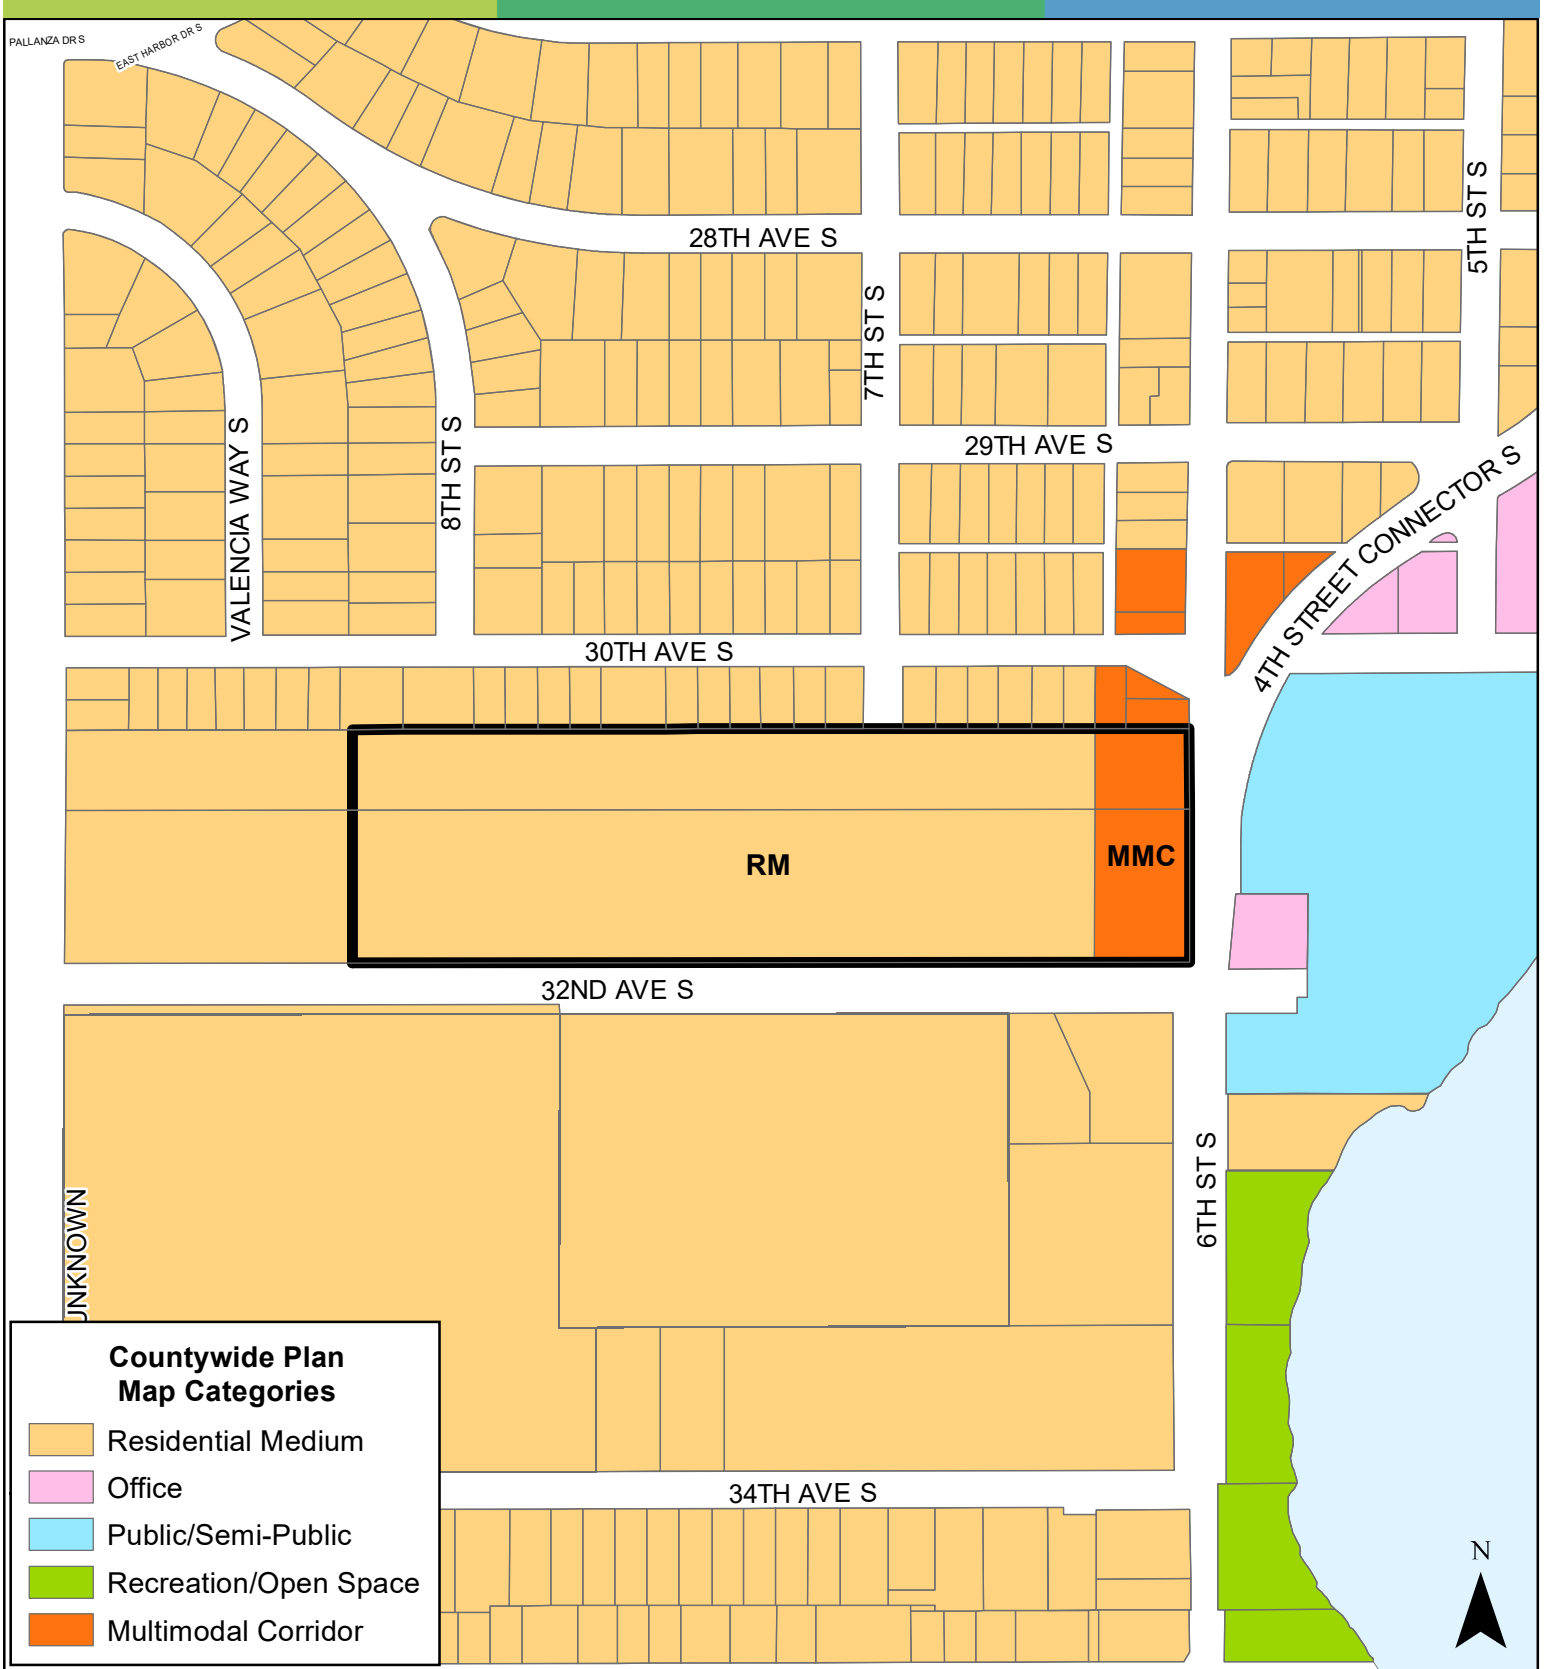 PALLANZA DR S
EAST HARBOR DR S
5TH ST S
28TH AVE S
7TH ST S
29TH AVE S
VALENCIA WAY S
8TH ST S
4TH STREET CONNECTOR S
30TH AVE S
RM
MMC
32ND AVE S
6TH ST S
UNKNOWN
Countywide Plan
Map Categories
Residential Medium
Office
Public/Semi-Public
Recreation/Open Space
Multimodal Corridor
34TH AVE S
N